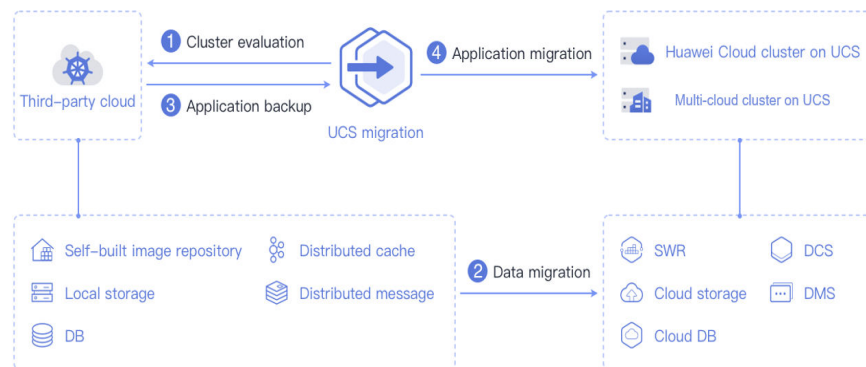 1 Cluster evaluation
4 Application migration
Huawei Cloud cluster on UCS
Third-party cloud
3 Application backup
Multi-cloud cluster on UCS
UCS migration
Self-built image repository
Distributed cache
Local storage
Distributed message
DB
2 Data migration
SWR
DCS
Cloud storage
DMS
Cloud DB